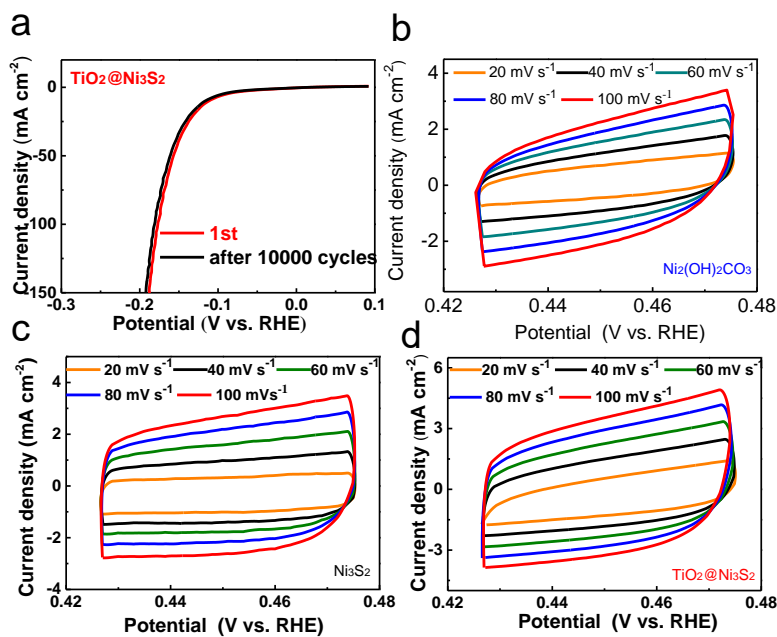 a
TiO2@Ni3S2
0
-50
-100
-150
1st
after 10000 cycles
-0.3 -0.2 -0.1 0.0 0.1
Potential (V vs. RHE)
Current density (mA cm-2)
b
20 mV s-1 40 mV s-1 60 mV s-1
80 mV s-1 100 mV s-1
4
2
0
-2
Ni2(OH)2CO3
0.42 0.44 0.46 0.48
Potential (V vs. RHE)
Current density (mA cm-2)
c
20 mV s-1 40 mV s-1 60 mV s-1
80 mV s-1 100 mVs-1
4
2
0
-2
-4
Ni3S2
0.42 0.44 0.46 0.48
Potential (V vs. RHE)
Current density (mA cm-2)
d
20 mV s-1 40 mV s-1 60 mV s-1
80 mV s-1 100 mV s-1
6
3
0
-3
TiO2@Ni3S2
0.42 0.44 0.46 0.48
Potential (V vs. RHE)
Current density (mA cm-2)